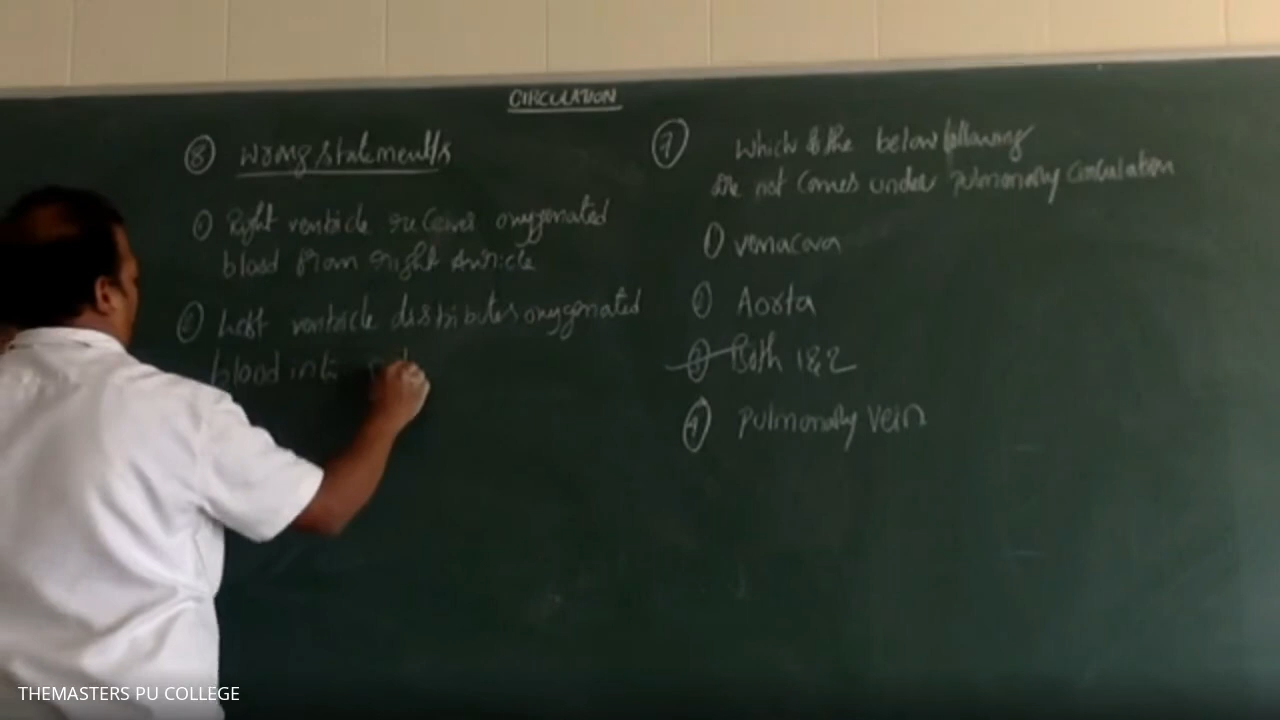 CIRCULATION
⑧ Wrong statements
① Right ventricle receives oxygenated
blood from right auricle
② Left ventricle distributes oxygenated
blood into
⑦ Which of the below following
are not comes under pulmonary circulation
① venacava
② Aorta
③ Both 1&2
④ pulmonary vein
THEMASTERS PU COLLEGE